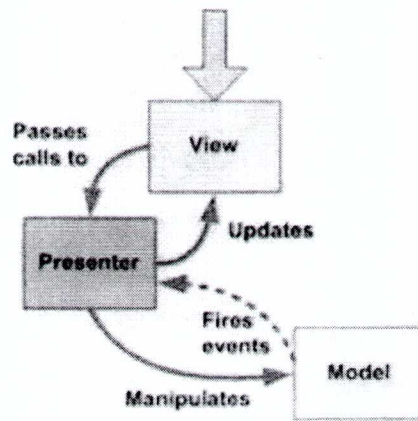 View
Passes
calls to
Updates
Presenter
Fires
events
Model
Manipulates